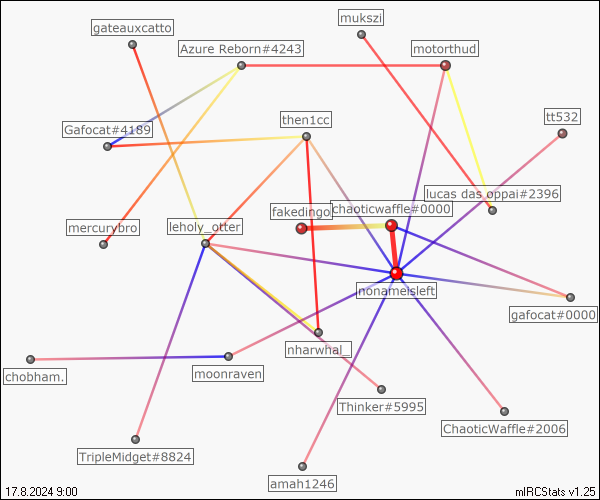 gateauxcatto
mukszi
Azure Reborn#4243
motorthud
then1cc
tt532
Gafocat#4189
lucas das oppai#2396
fakedingo
chaoticwaffle#0000
mercurybro
leholy_otter
nonameisleft
gafocat#0000
nharwhal_
chobham.
moonraven
Thinker#5995
ChaoticWaffle#2006
TripleMidget#8824
amah1246
17.8.2024 9:00
mIRCStats v1.25